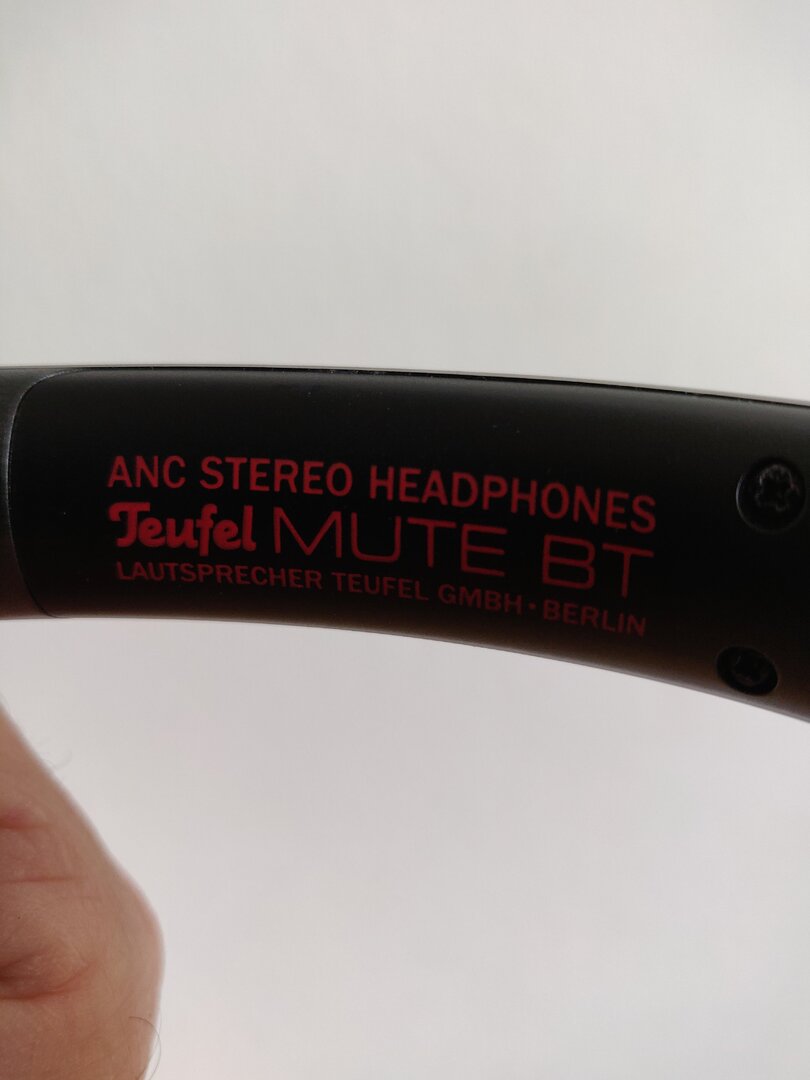 ANC STEREO HEADPHONES
Teufel MUTE BT
LAUTSPRECHER TEUFEL GMBH · BERLIN